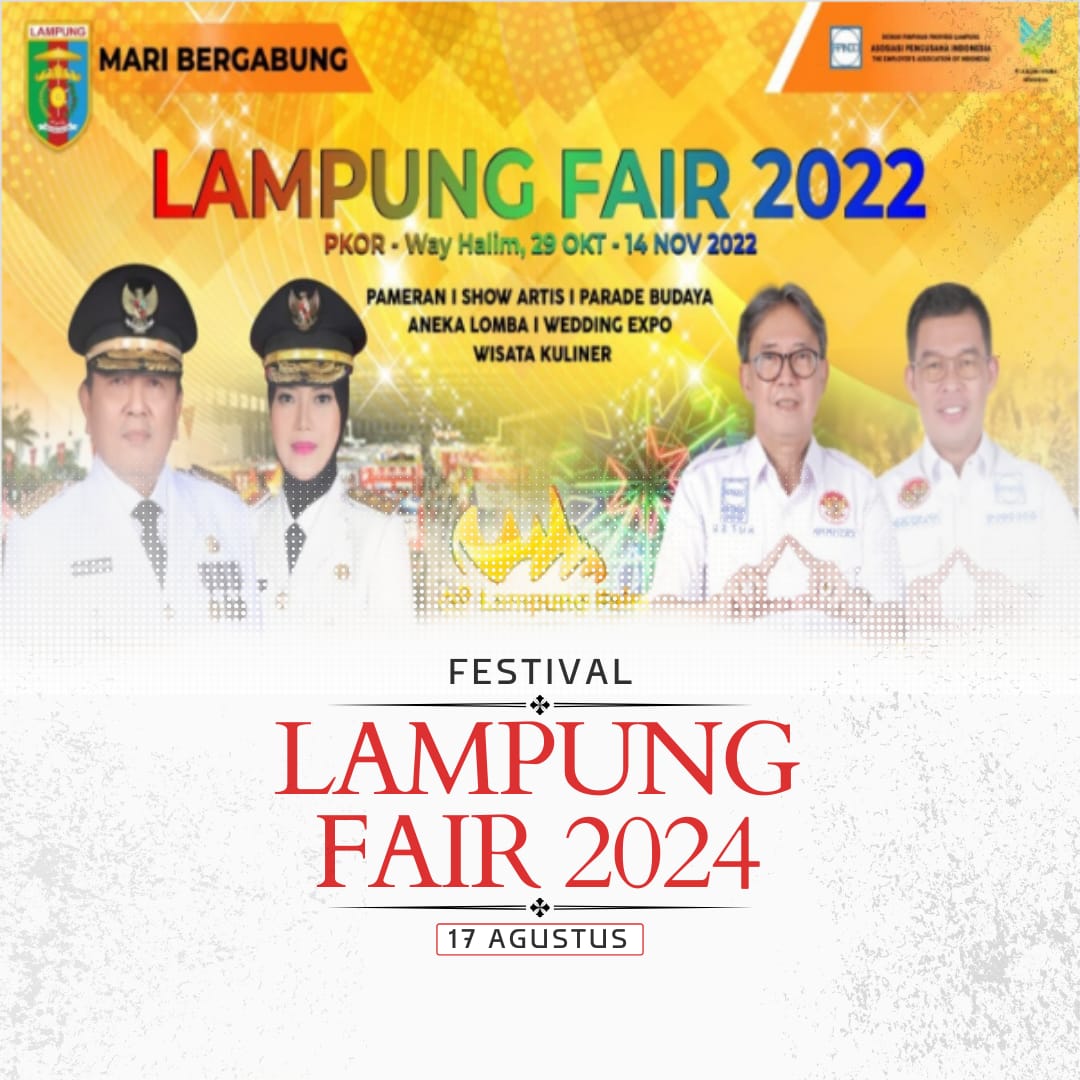 LAMPUNG
MARI BERGABUNG
ASOSIASI PENGUSAHA INDONESIA
THE EMPLOYERS ASSOCIATION OF INDONESIA
LAMPUNG FAIR 2022
PKOR - Way Halim, 29 OKT - 14 NOV 2022
PAMERAN I SHOW ARTIS I PARADE BUDAYA
ANEKA LOMBA I WEDDING EXPO
WISATA KULINER
Lampung Fair
FESTIVAL
LAMPUNG
FAIR 2024
17 AGUSTUS